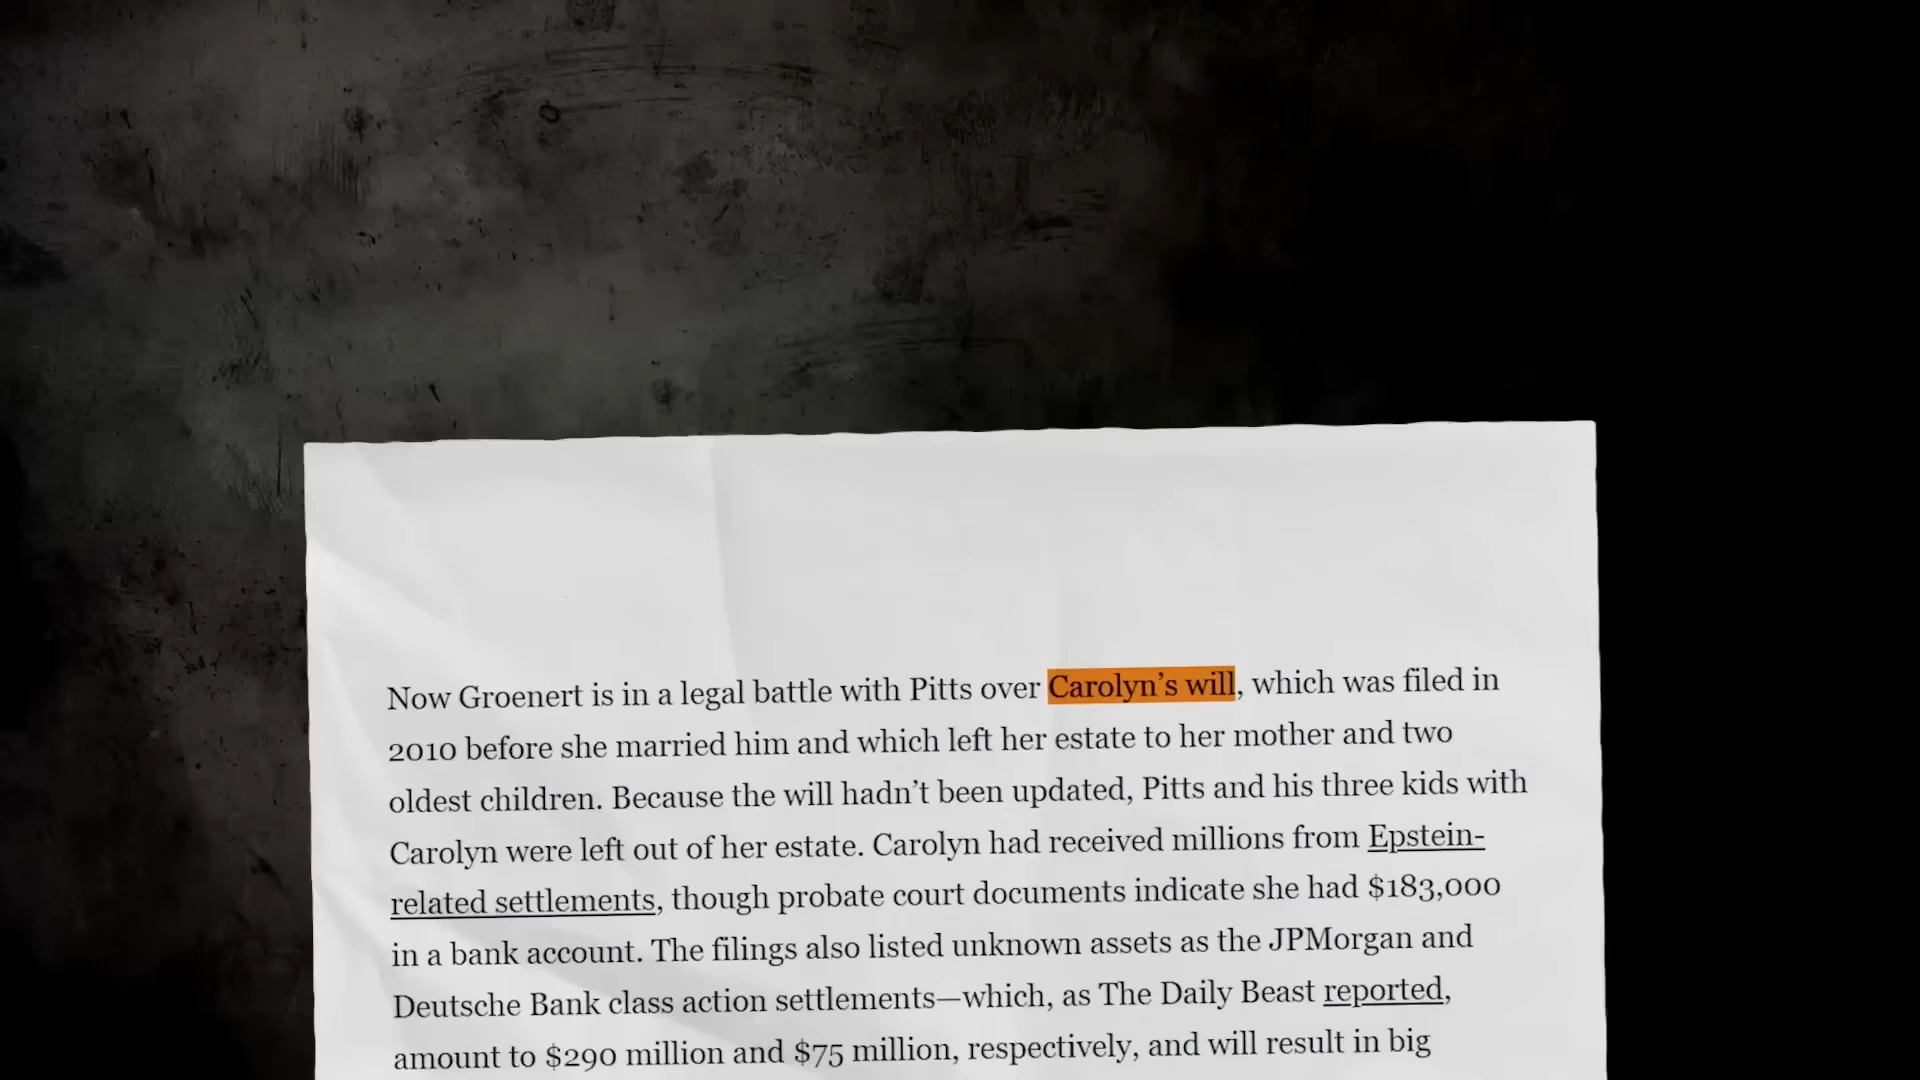 Now Groenert is in a legal battle with Pitts over Carolyn’s will, which was filed in
2010 before she married him and which left her estate to her mother and two
oldest children. Because the will hadn’t been updated, Pitts and his three kids with
Carolyn were left out of her estate. Carolyn had received millions from Epstein-
related settlements, though probate court documents indicate she had $183,000
in a bank account. The filings also listed unknown assets as the JPMorgan and
Deutsche Bank class action settlements—which, as The Daily Beast reported,
amount to $290 million and $75 million, respectively, and will result in big